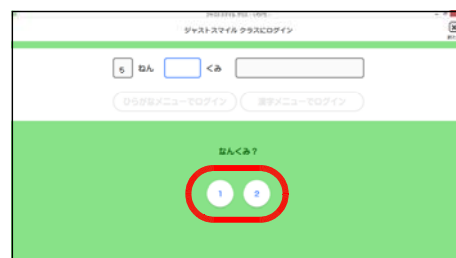 ジャストスマイル クラスにログイン
5 ねん くみ
ひらがなメニューでログイン 漢字メニューでログイン
なんくみ?
1 2